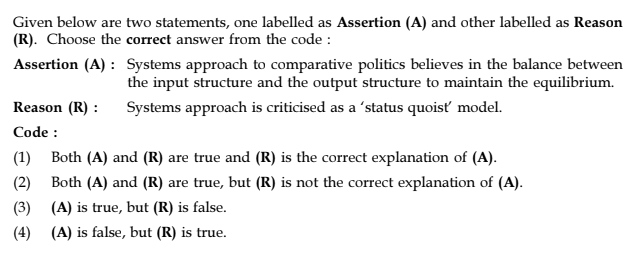 Given below are two statements, one labelled as Assertion (A) and other labelled as Reason
(R). Choose the correct answer from the code :
Assertion (A) : Systems approach to comparative politics believes in the balance between
the input structure and the output structure to maintain the equilibrium.
Reason (R) : Systems approach is criticised as a 'status quoist' model.
Code :
(1) Both (A) and (R) are true and (R) is the correct explanation of (A).
(2) Both (A) and (R) are true, but (R) is not the correct explanation of (A).
(3) (A) is true, but (R) is false.
(4) (A) is false, but (R) is true.